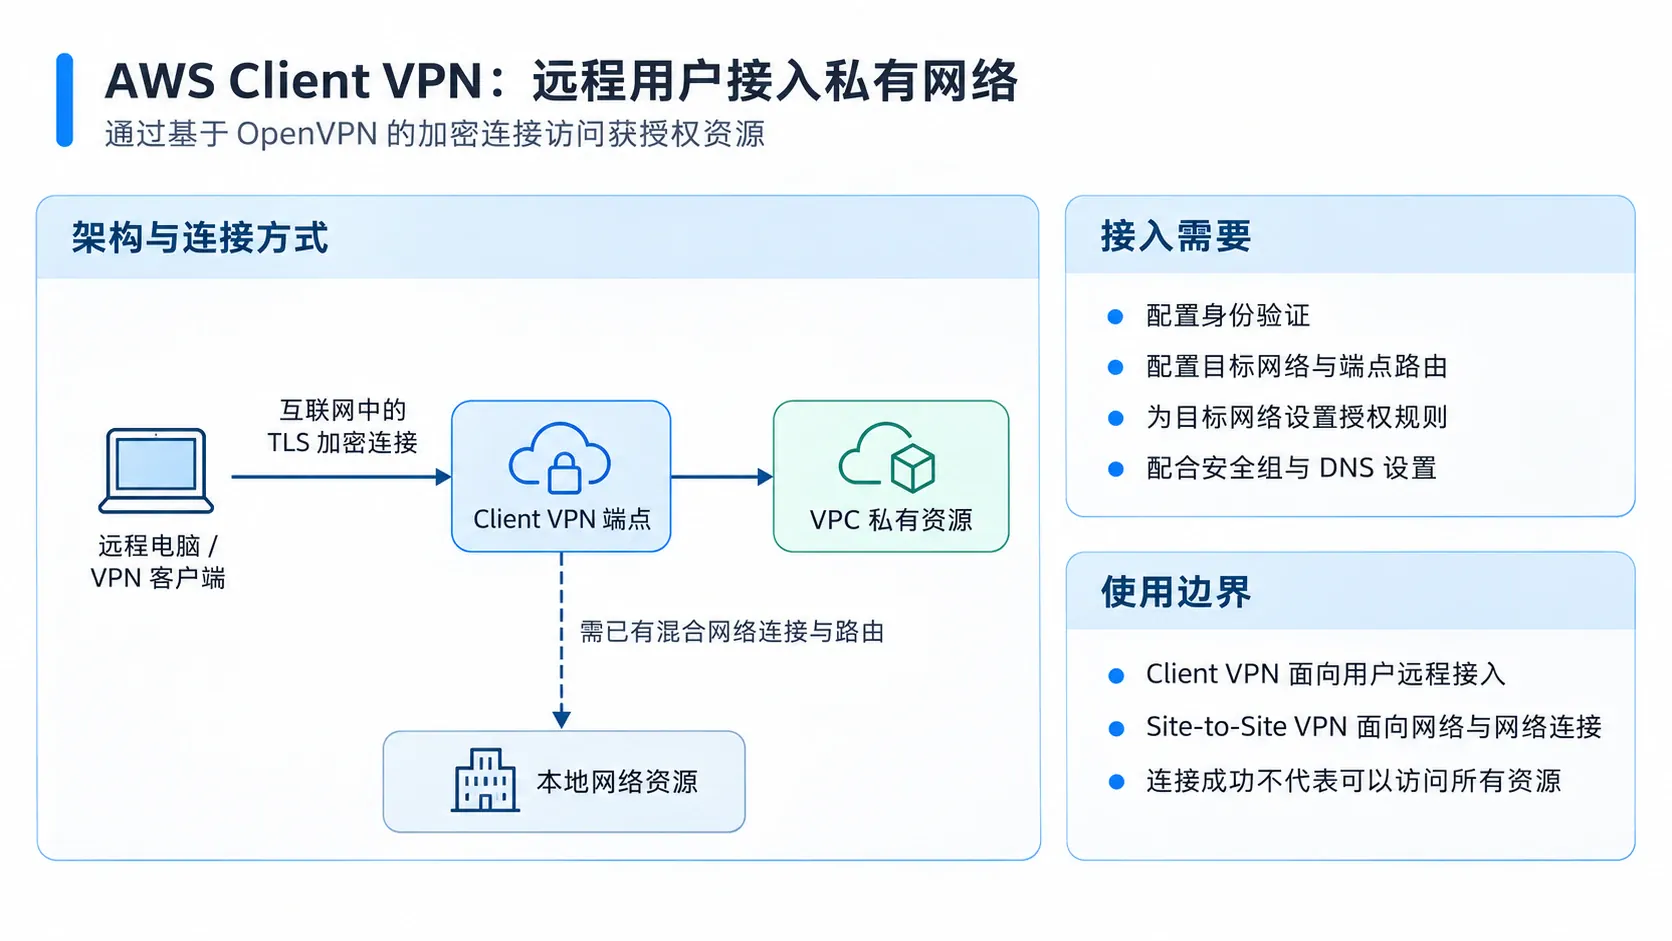 AWS Client VPN：远程用户接入私有网络
通过基于 OpenVPN 的加密连接访问获授权资源
架构与连接方式
互联网中的
TLS 加密连接
远程电脑 /
VPN 客户端
Client VPN 端点
VPC 私有资源
需已有混合网络连接与路由
本地网络资源
接入需要
配置身份验证
配置目标网络与端点路由
为目标网络设置授权规则
配合安全组与 DNS 设置
使用边界
Client VPN 面向用户远程接入
Site-to-Site VPN 面向网络与网络连接
连接成功不代表可以访问所有资源